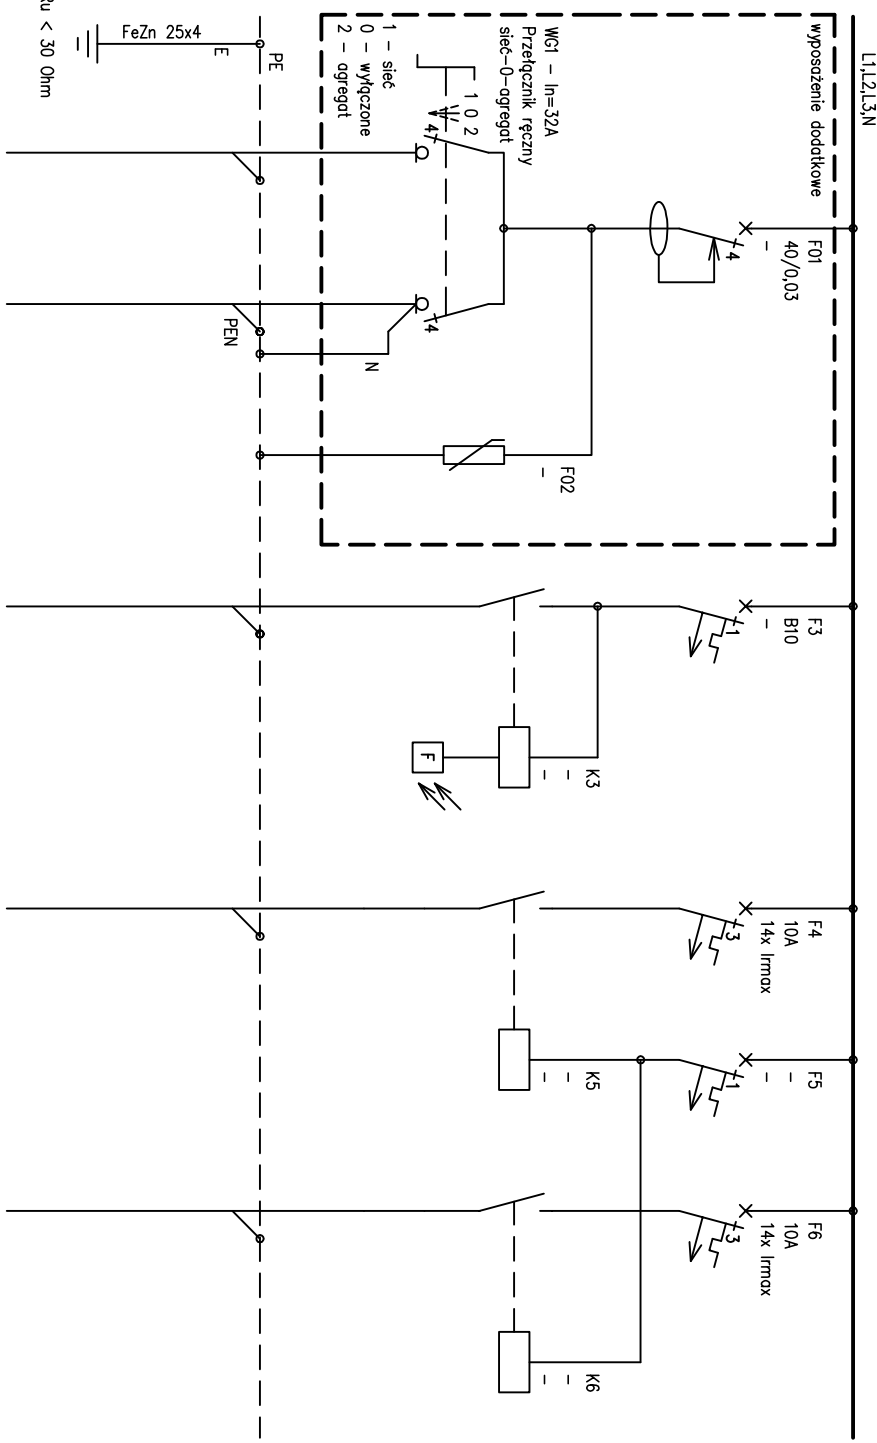 L1,L2,L3,N
wyposażenie dodatkowe
F01
40/0,03
-
4
WG1 - In=32A
Przełącznik ręczny
sieć-0-agregat
1 0 2
4
4
1 - sieć
0 - wyłączone
2 - agregat
N
F02
-
PE
E
FeZn 25x4
PEN
F3
B10
-
1
K3
-
-
F
F4
10A
14x Irmax
3
F5
-
-
1
K5
-
-
F6
10A
14x Irmax
3
K6
-
-
< 30 Ohm